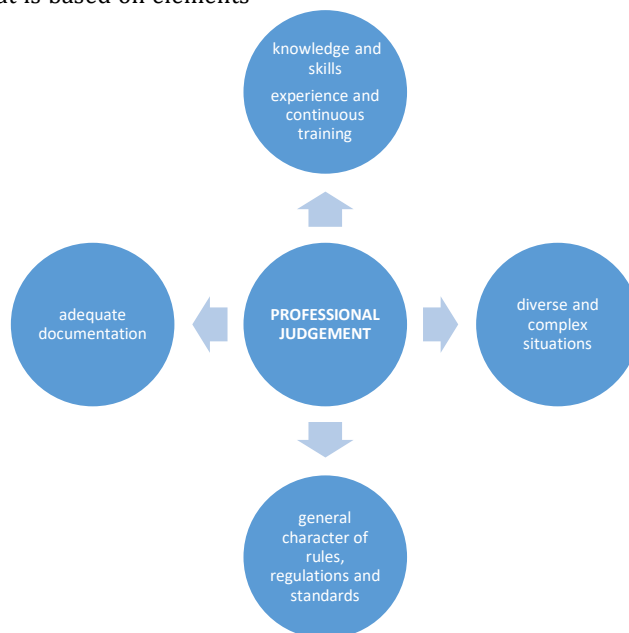 at is based on elements
knowledge and
skills
experience and
continuous
training
adequate
documentation
PROFESSIONAL
JUDGEMENT
diverse and
complex
situations
general
character of
rules,
regulations and
standards